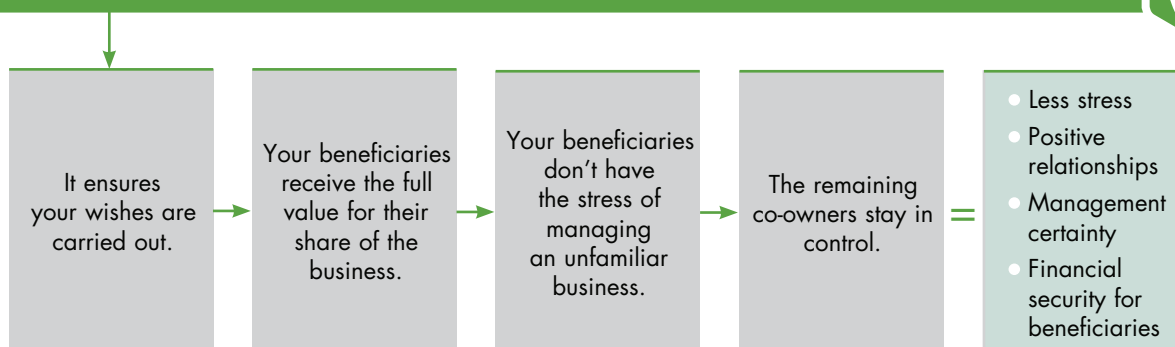 It ensures
your wishes are
carried out.
Your beneficiaries
receive the full
value for their
share of the
business.
Your beneficiaries
don’t have
the stress of
managing
an unfamiliar
business.
The remaining
co-owners stay in
control.
=
Less stress
Positive
relationships
Management
certainty
Financial
security for
beneficiaries